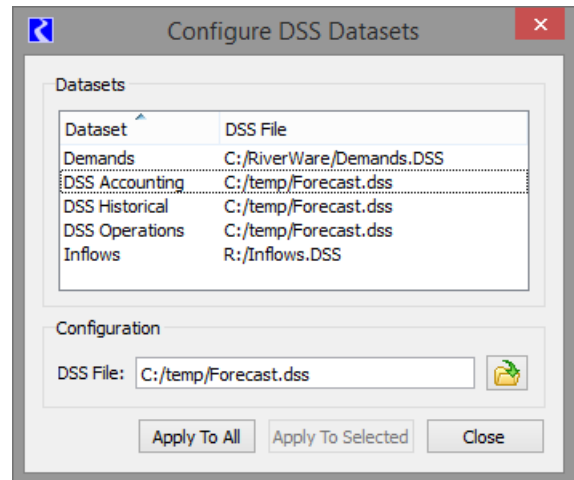 Configure DSS Datasets
Datasets
Dataset DSS File
Demands C:/RiverWare/Demands.DSS
DSS Accounting C:/temp/Forecast.dss
DSS Historical C:/temp/Forecast.dss
DSS Operations C:/temp/Forecast.dss
Inflows R:/Inflows.DSS
Configuration
DSS File: C:/temp/Forecast.dss
Apply To All Apply To Selected Close